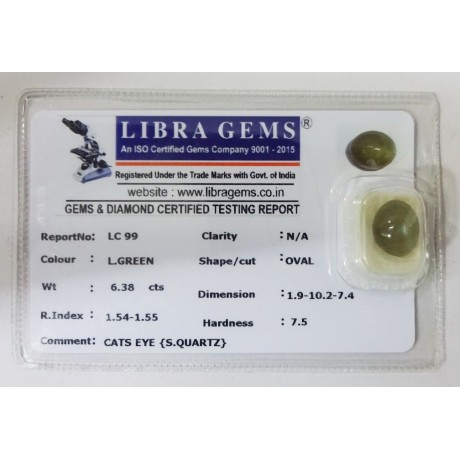 LIBRA GEMS ®
An ISO Certified Gems Company 9001 - 2015
Registered Under the Trade Marks with Govt. of India
website : www.libragems.co.in
GEMS & DIAMOND CERTIFIED TESTING REPORT
ReportNo: LC 99 Clarity : N/A
Colour : L.GREEN Shape/cut : OVAL
Wt : 6.38 cts Dimension : 1.9-10.2-7.4
R.Index : 1.54-1.55 Hardness : 7.5
Comment: CATS EYE {S.QUARTZ}